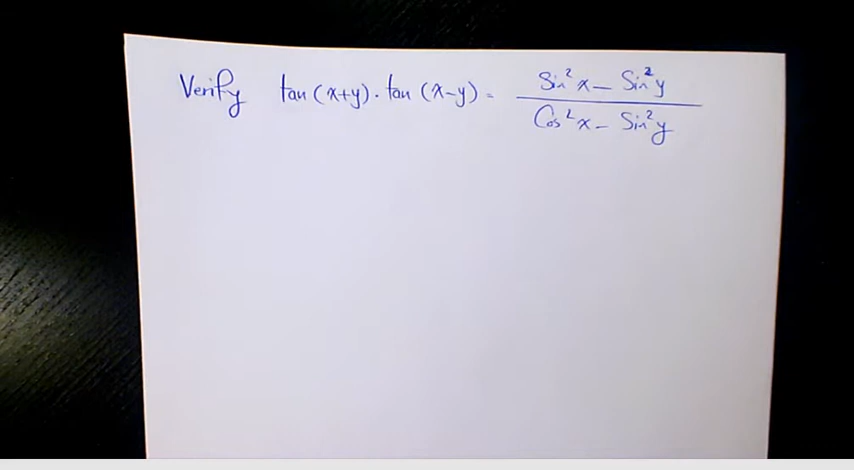 Verify tan (x+y) . tan (x-y) = Sin²x - Sin²y
Cos²x - Sin²y